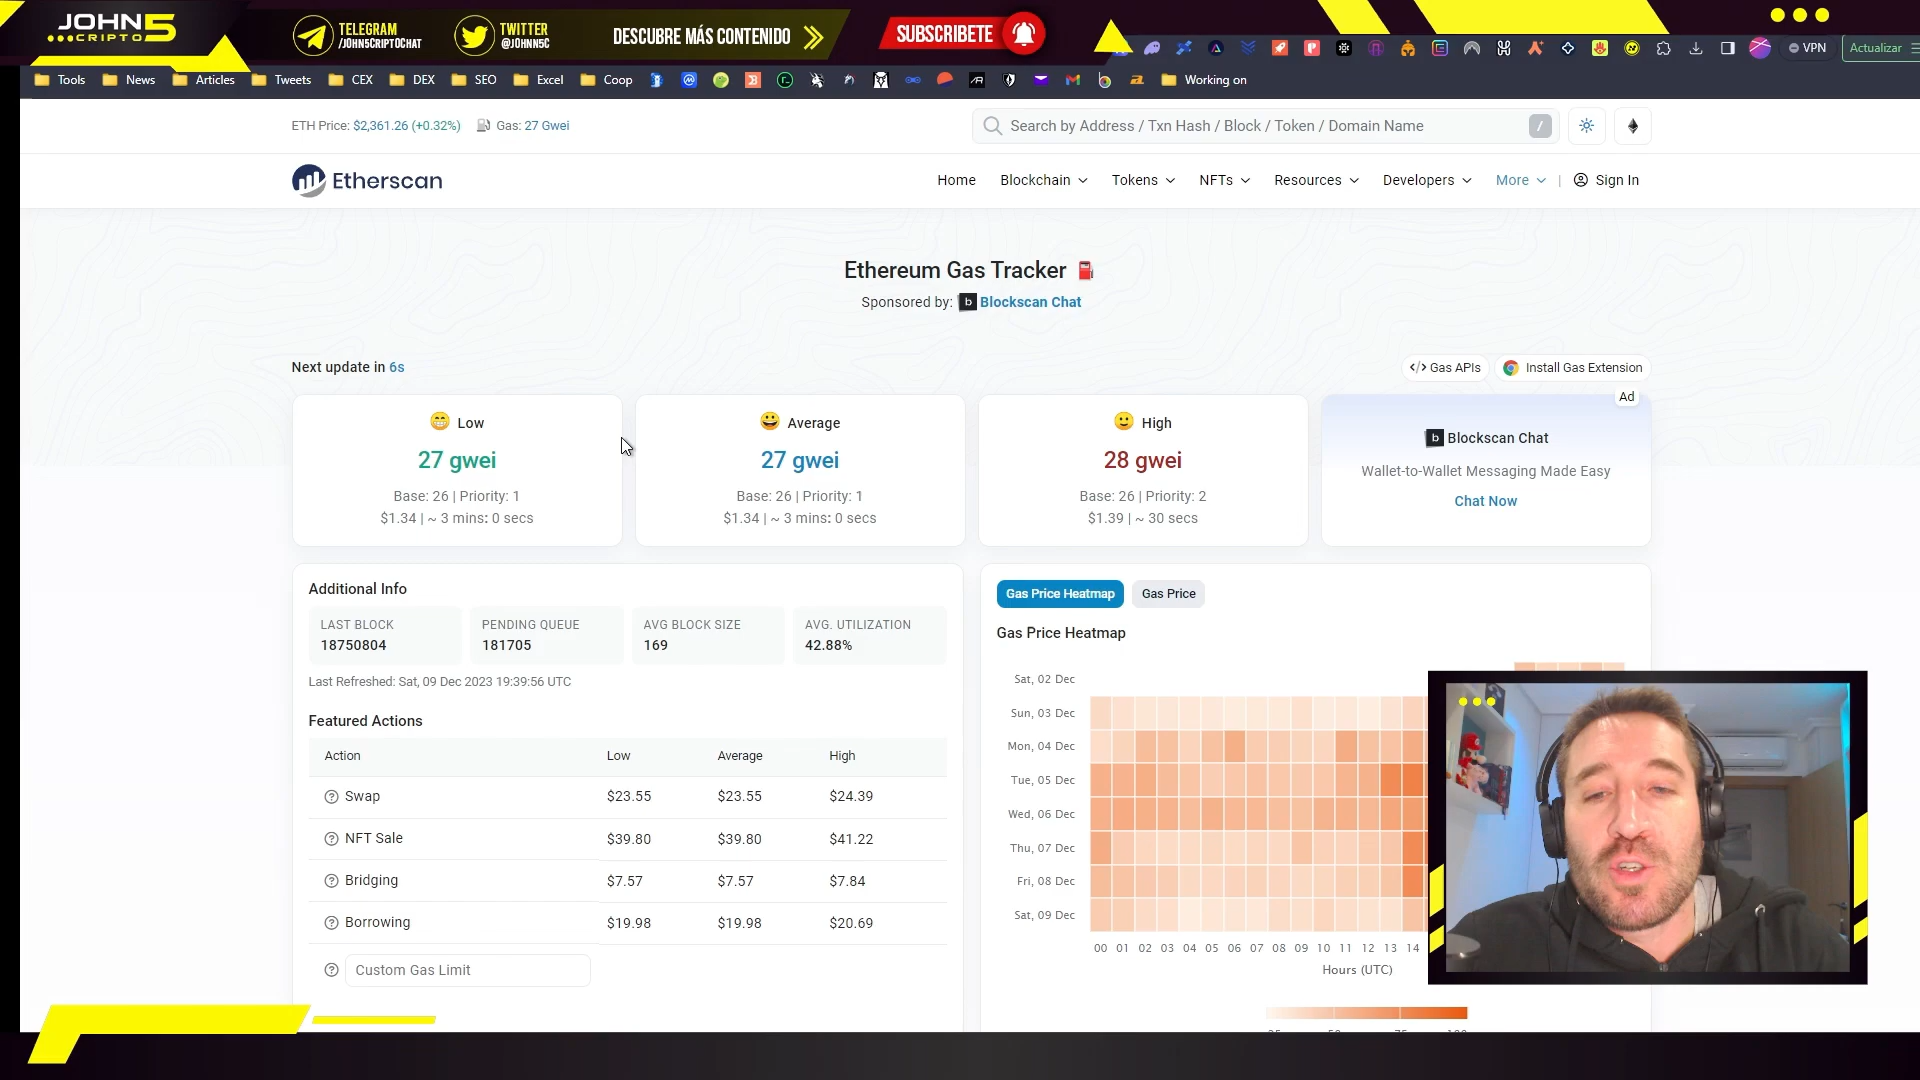 JOHN 5
CRIPTO
TELEGRAM
/JOHN5CRIPTOCHAT
TWITTER
@J0HNN5C
DESCUBRE MÁS CONTENIDO
SUBSCRIBETE
VPN
Actualizar
Tools
News
Articles
Tweets
CEX
DEX
SEO
Excel
Coop
Working on
ETH Price: $2,361.26 (+0.32%)
Gas: 27 Gwei
Search by Address / Txn Hash / Block / Token / Domain Name
/
Etherscan
Home
Blockchain
Tokens
NFTs
Resources
Developers
More
|
Sign In
Ethereum Gas Tracker
Sponsored by: b Blockscan Chat
Next update in 6s
</> Gas APIs
Install Gas Extension
Low
27 gwei
Base: 26 | Priority: 1
$1.34 | ~ 3 mins: 0 secs
Average
27 gwei
Base: 26 | Priority: 1
$1.34 | ~ 3 mins: 0 secs
High
28 gwei
Base: 26 | Priority: 2
$1.39 | ~ 30 secs
Ad
b Blockscan Chat
Wallet-to-Wallet Messaging Made Easy
Chat Now
Additional Info
LAST BLOCK
18750804
PENDING QUEUE
181705
AVG BLOCK SIZE
169
AVG. UTILIZATION
42.88%
Last Refreshed: Sat, 09 Dec 2023 19:39:56 UTC
Featured Actions
Action Low Average High
Swap $23.55 $23.55 $24.39
NFT Sale $39.80 $39.80 $41.22
Bridging $7.57 $7.57 $7.84
Borrowing $19.98 $19.98 $20.69
Custom Gas Limit
Gas Price Heatmap
Gas Price
Gas Price Heatmap
Sat, 02 Dec
Sun, 03 Dec
Mon, 04 Dec
Tue, 05 Dec
Wed, 06 Dec
Thu, 07 Dec
Fri, 08 Dec
Sat, 09 Dec
00 01 02 03 04 05 06 07 08 09 10 11 12 13 14
Hours (UTC)